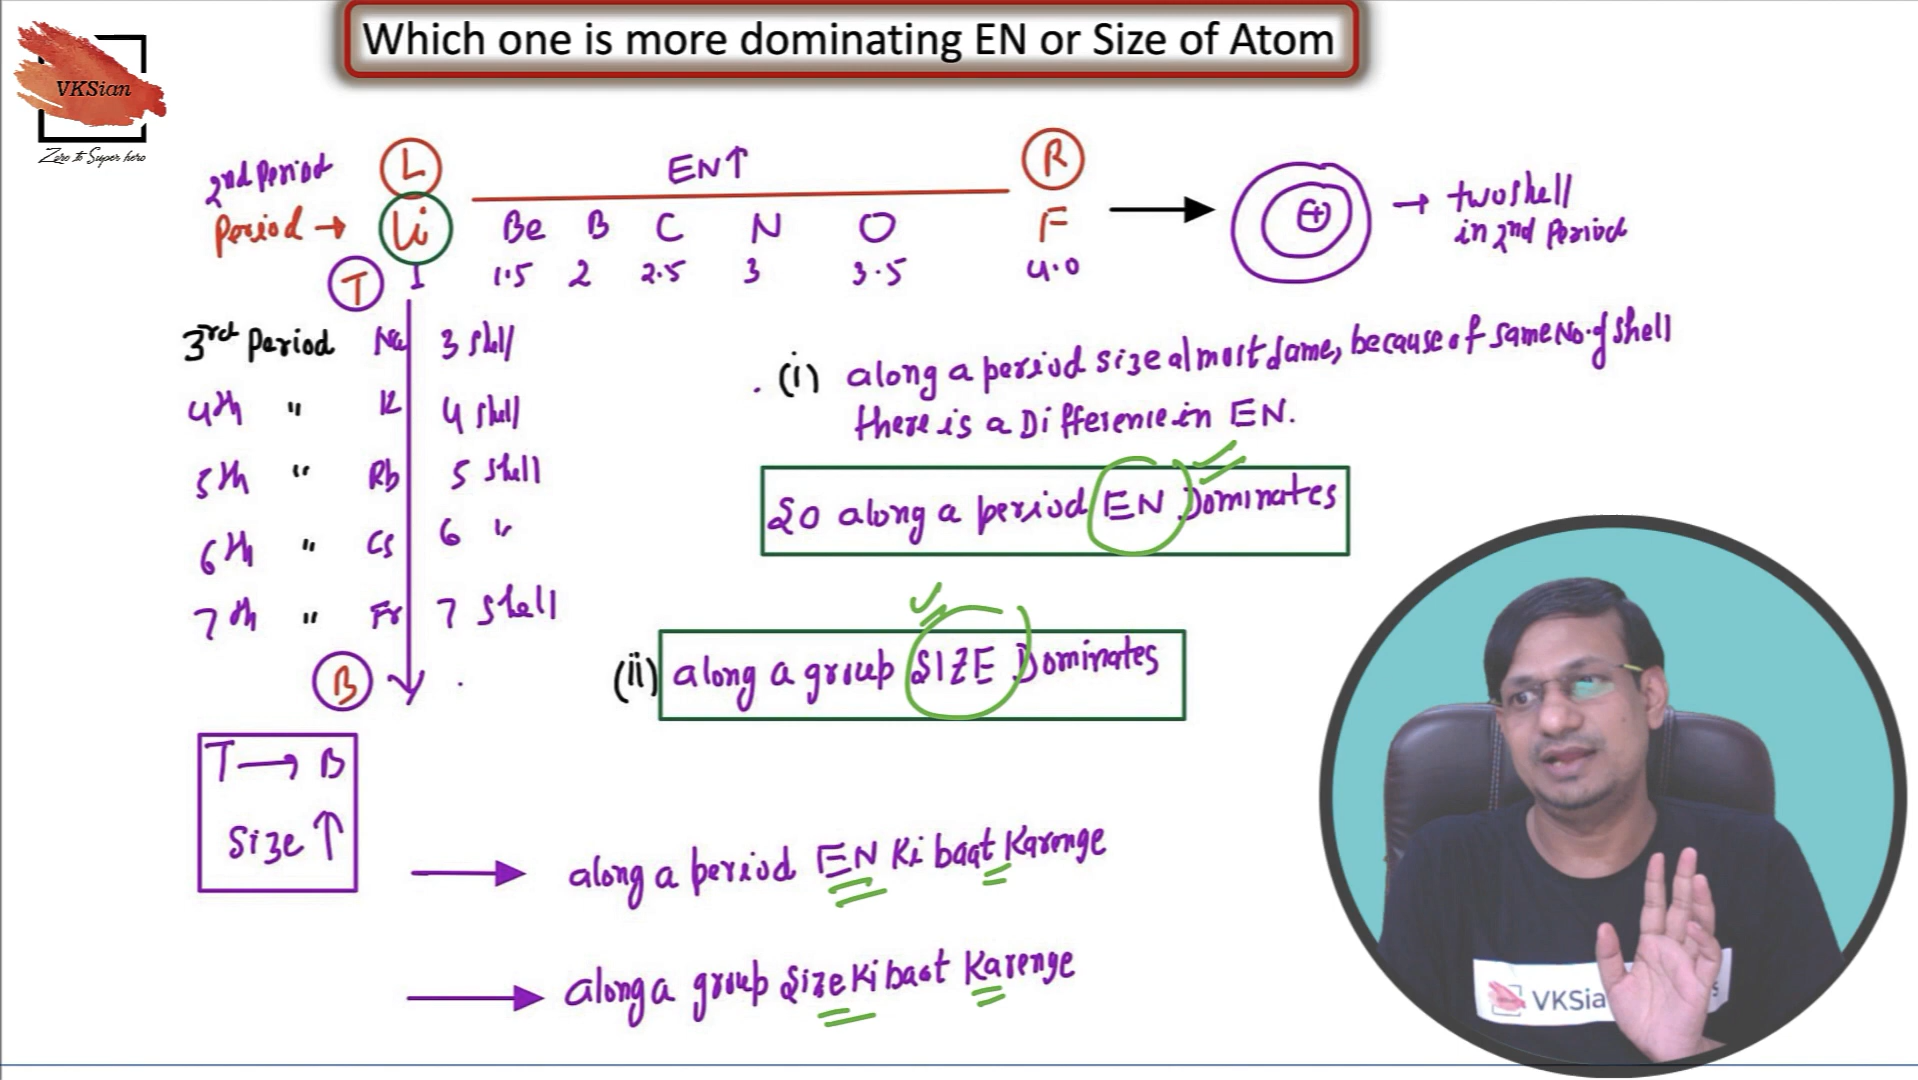 Which one is more dominating EN or Size of Atom
VKSian
Zero to Super hero
2nd Period
L
EN↑
R
Period → Li Be B C N O F
→ two shell
in 2nd Period
T
1 1.5 2 2.5 3 3.5 4.0
3rd Period Na 3 shell
4th " K 4 shell
5th " Rb 5 shell
6th " Cs 6 "
7th " Fr 7 shell
B
(i) along a period size almost same, because of same No. of shell
there is a Difference in EN.
So along a period EN Dominates
(ii) along a group SIZE Dominates
T → B
Size ↑
along a period EN Ki baat Karenge
along a group Size Ki baat Karenge
VKSia